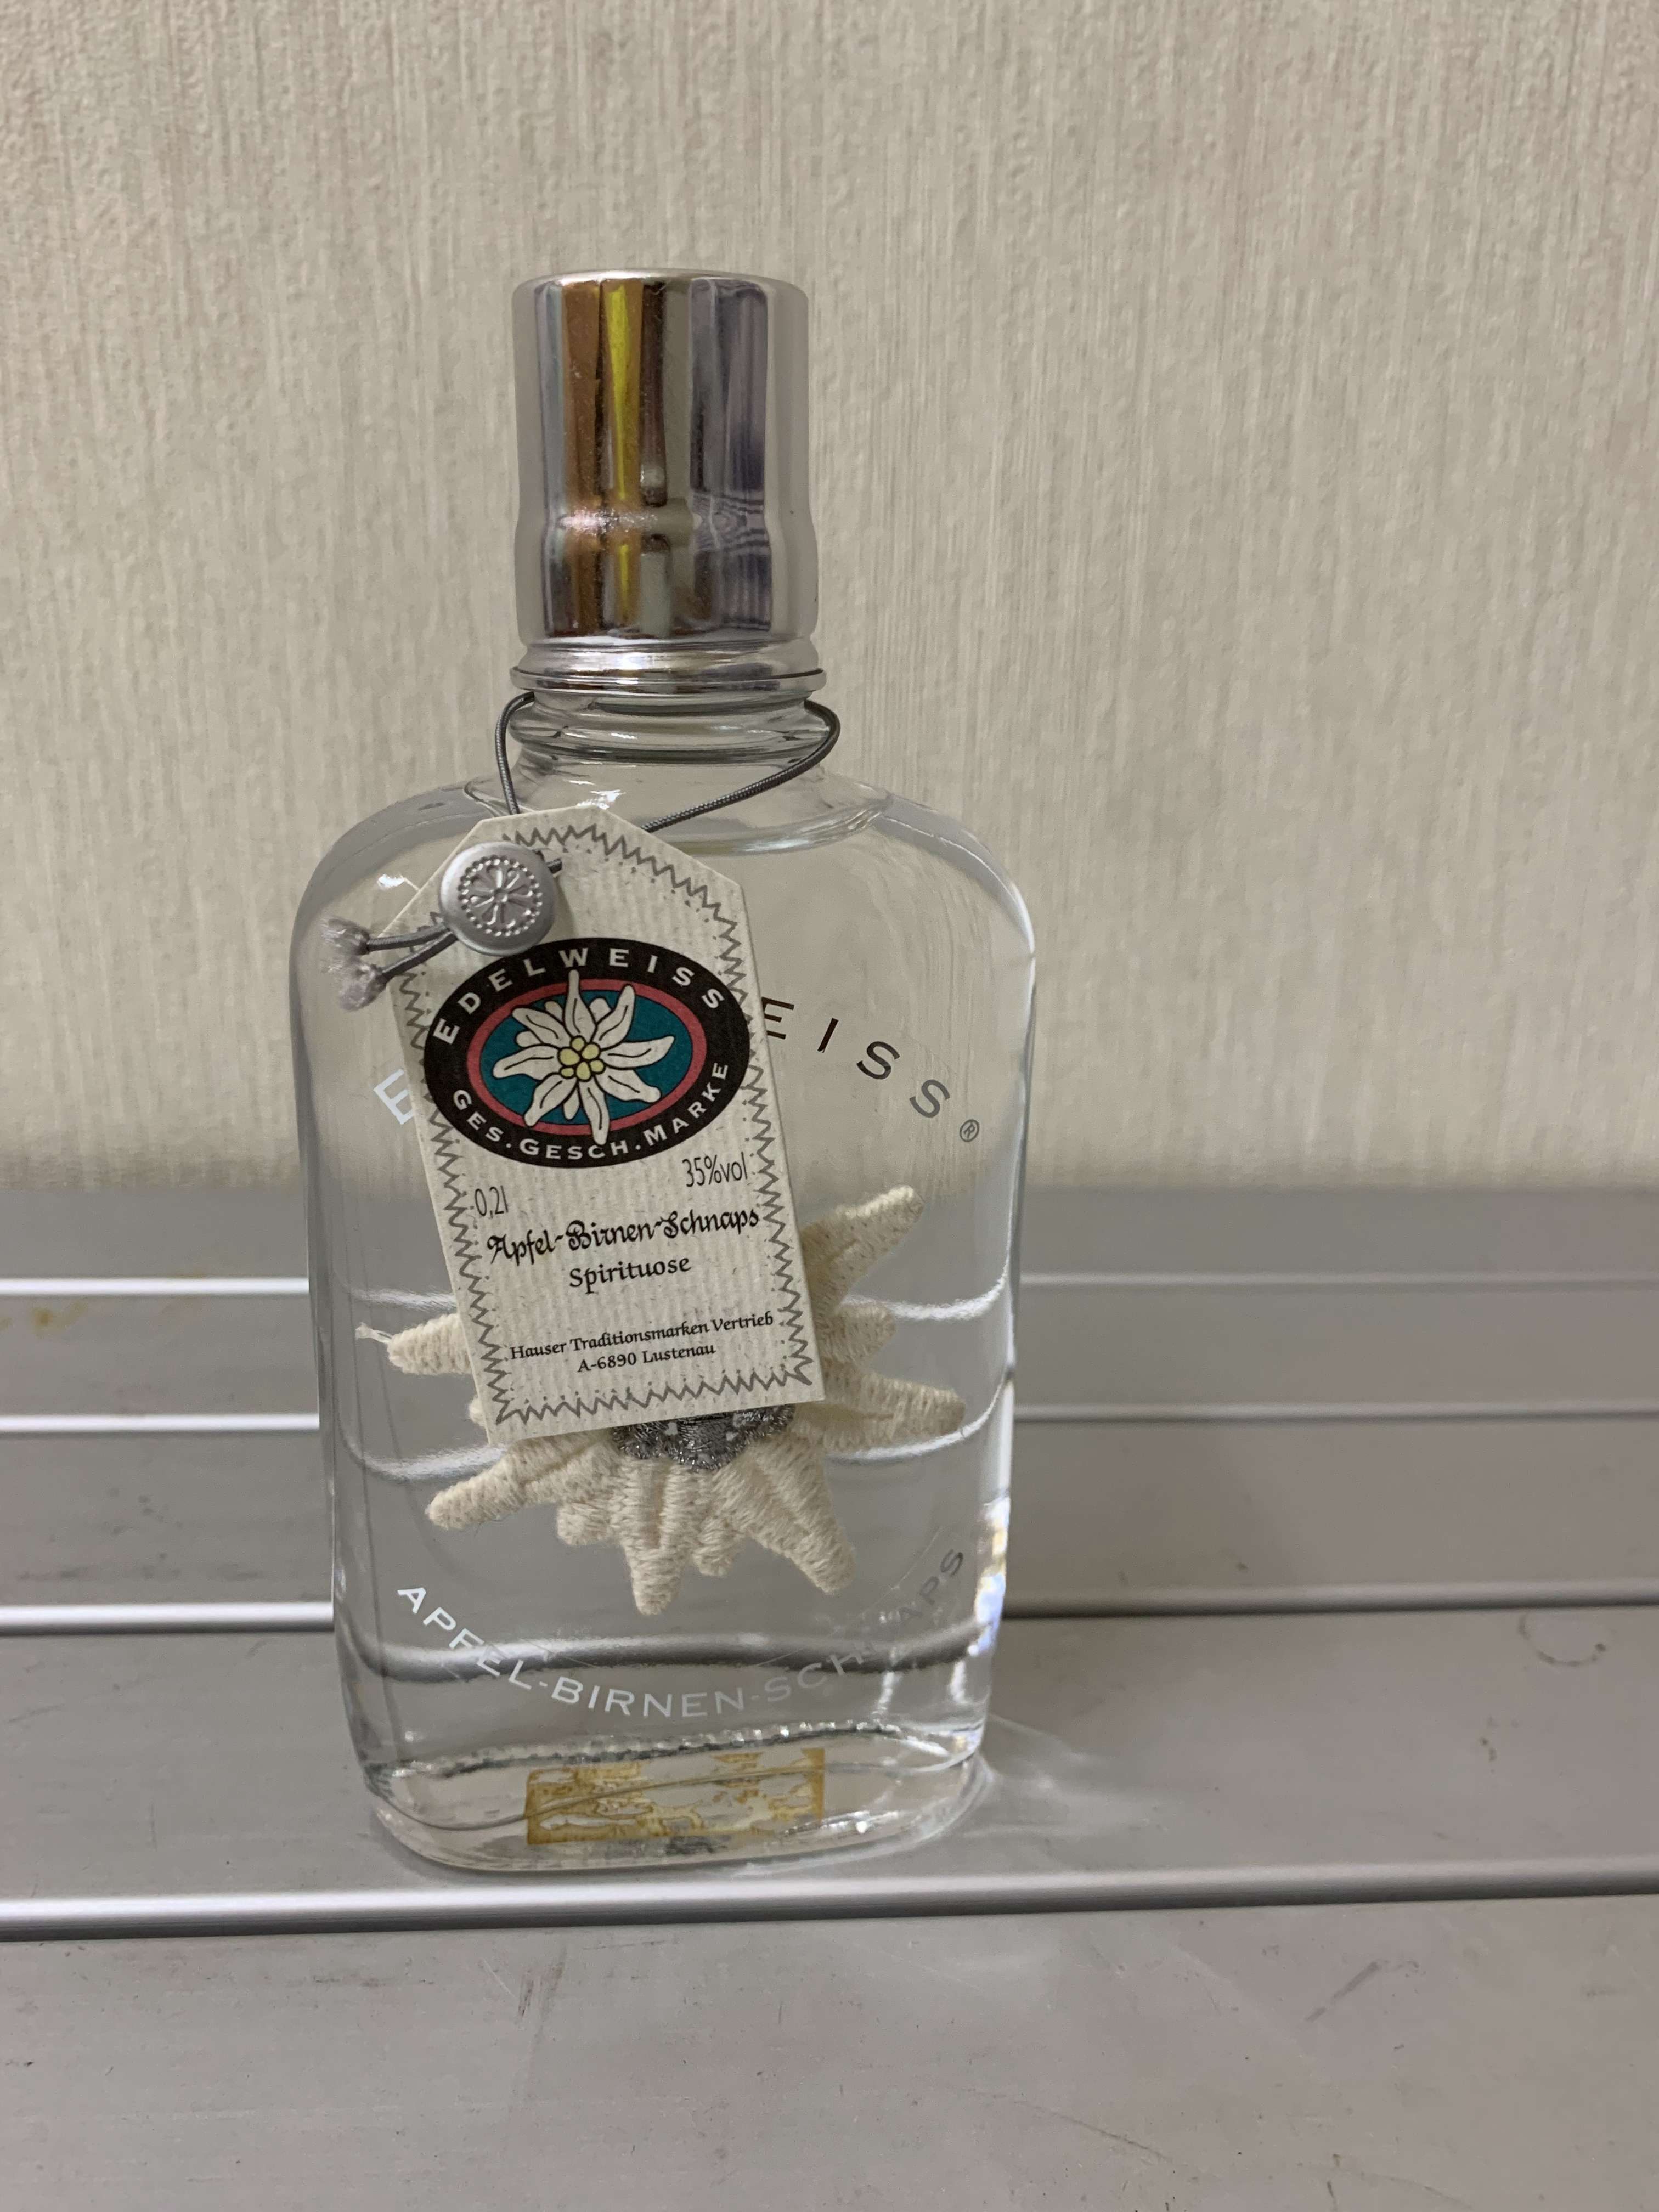 EDELWEISS
GES.GESCH.MARKE
35%vol
0,2l
Apfel-Birnen-Schnaps
Spirituose
Hauser Traditionsmarken Vertrieb
A-6890 Lustenau
E EISS®
APFEL-BIRNEN-SCHNAPS